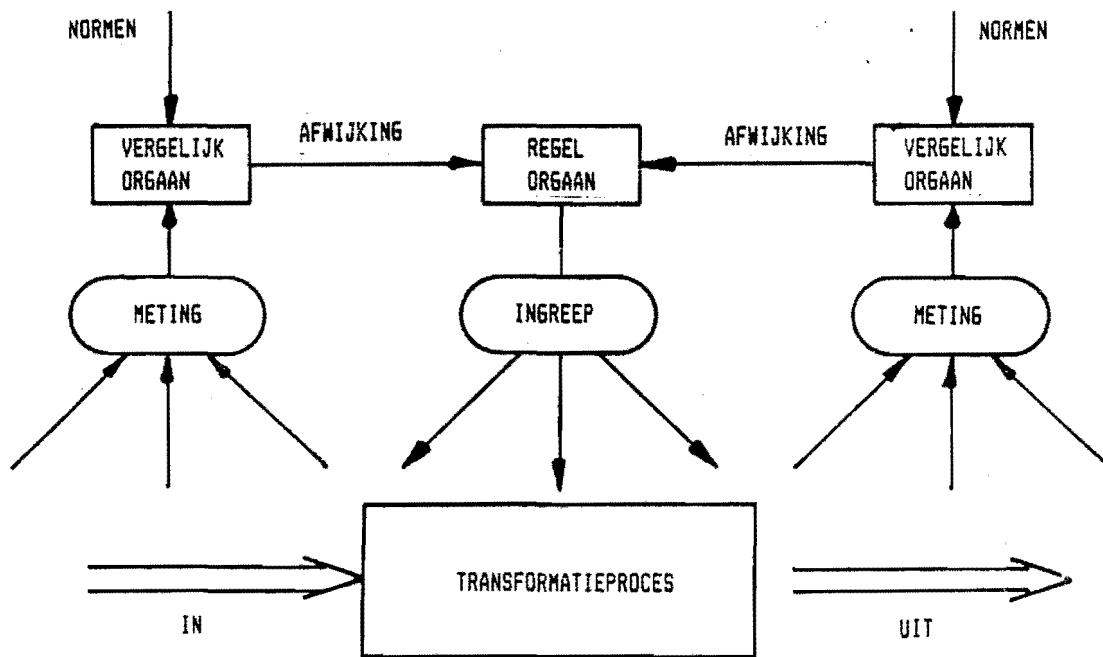 NORMEN
NORMEN
VERGELIJK
ORGAAN
AFWIJKING
REGEL
ORGAAN
AFWIJKING
VERGELIJK
ORGAAN
METING
INGREEP
METING
TRANSFORMATIEPROCES
IN
UIT